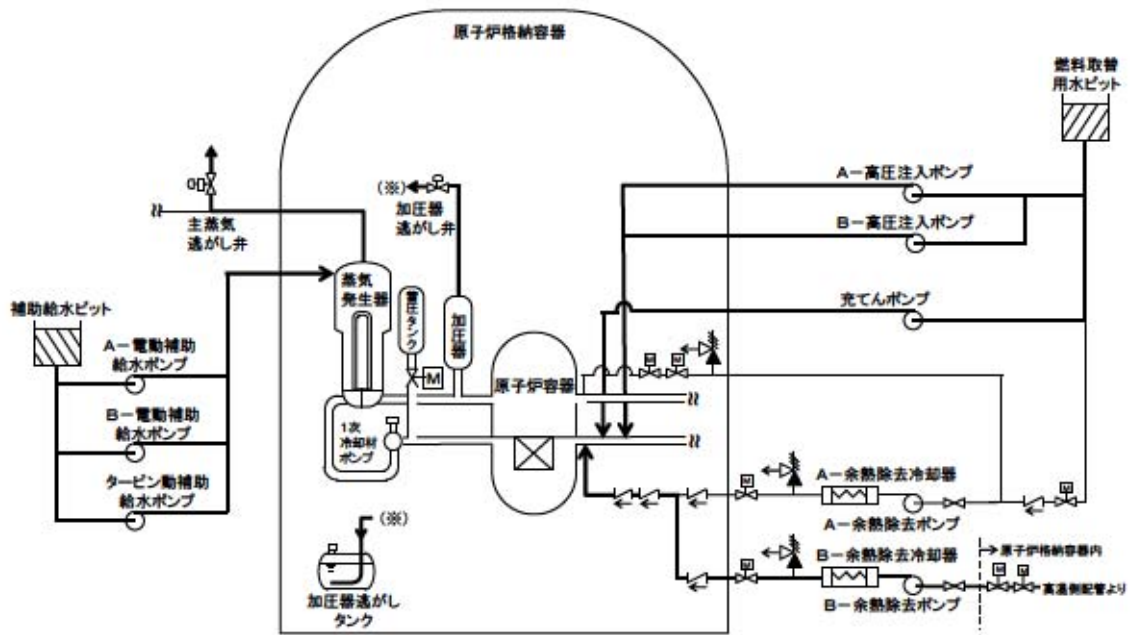 原子炉格納容器
燃料取替
用水ピット
A-高圧注入ポンプ
B-高圧注入ポンプ
充てんポンプ
(※)
加圧器
逃がし弁
主蒸気
逃がし弁
蒸気
発生器
蓄圧タンク
加圧器
M
原子炉容器
M
M
補助給水ピット
A-電動補助
給水ポンプ
B-電動補助
給水ポンプ
タービン動補助
給水ポンプ
1次
冷却材
ポンプ
A-余熱除去冷却器
M
M
A-余熱除去ポンプ
(※)
加圧器逃がし
タンク
B-余熱除去冷却器
M
B-余熱除去ポンプ
原子炉格納容器内
M
M
高温側配管より